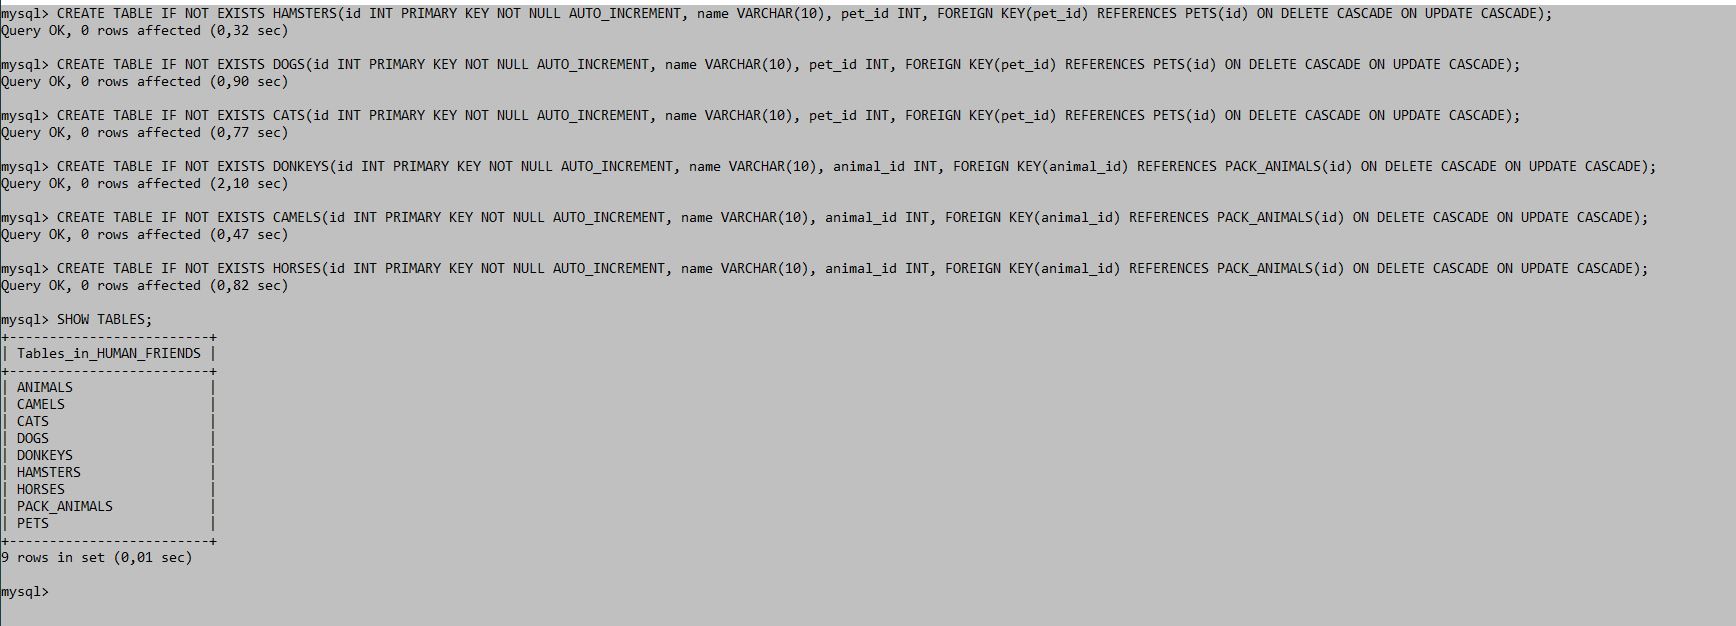 mysql> CREATE TABLE IF NOT EXISTS HAMSTERS(id INT PRIMARY KEY NOT NULL AUTO_INCREMENT, name VARCHAR(10), pet_id INT, FOREIGN KEY(pet_id) REFERENCES PETS(id) ON DELETE CASCADE ON UPDATE CASCADE);
Query OK, 0 rows affected (0,32 sec)

mysql> CREATE TABLE IF NOT EXISTS DOGS(id INT PRIMARY KEY NOT NULL AUTO_INCREMENT, name VARCHAR(10), pet_id INT, FOREIGN KEY(pet_id) REFERENCES PETS(id) ON DELETE CASCADE ON UPDATE CASCADE);
Query OK, 0 rows affected (0,90 sec)

mysql> CREATE TABLE IF NOT EXISTS CATS(id INT PRIMARY KEY NOT NULL AUTO_INCREMENT, name VARCHAR(10), pet_id INT, FOREIGN KEY(pet_id) REFERENCES PETS(id) ON DELETE CASCADE ON UPDATE CASCADE);
Query OK, 0 rows affected (0,77 sec)

mysql> CREATE TABLE IF NOT EXISTS DONKEYS(id INT PRIMARY KEY NOT NULL AUTO_INCREMENT, name VARCHAR(10), animal_id INT, FOREIGN KEY(animal_id) REFERENCES PACK_ANIMALS(id) ON DELETE CASCADE ON UPDATE CASCADE);
Query OK, 0 rows affected (2,10 sec)

mysql> CREATE TABLE IF NOT EXISTS CAMELS(id INT PRIMARY KEY NOT NULL AUTO_INCREMENT, name VARCHAR(10), animal_id INT, FOREIGN KEY(animal_id) REFERENCES PACK_ANIMALS(id) ON DELETE CASCADE ON UPDATE CASCADE);
Query OK, 0 rows affected (0,47 sec)

mysql> CREATE TABLE IF NOT EXISTS HORSES(id INT PRIMARY KEY NOT NULL AUTO_INCREMENT, name VARCHAR(10), animal_id INT, FOREIGN KEY(animal_id) REFERENCES PACK_ANIMALS(id) ON DELETE CASCADE ON UPDATE CASCADE);
Query OK, 0 rows affected (0,82 sec)

mysql> SHOW TABLES;
+-------------------------+
| Tables_in_HUMAN_FRIENDS |
+-------------------------+
| ANIMALS                 |
| CAMELS                  |
| CATS                    |
| DOGS                    |
| DONKEYS                 |
| HAMSTERS                |
| HORSES                  |
| PACK_ANIMALS            |
| PETS                    |
+-------------------------+
9 rows in set (0,01 sec)

mysql>